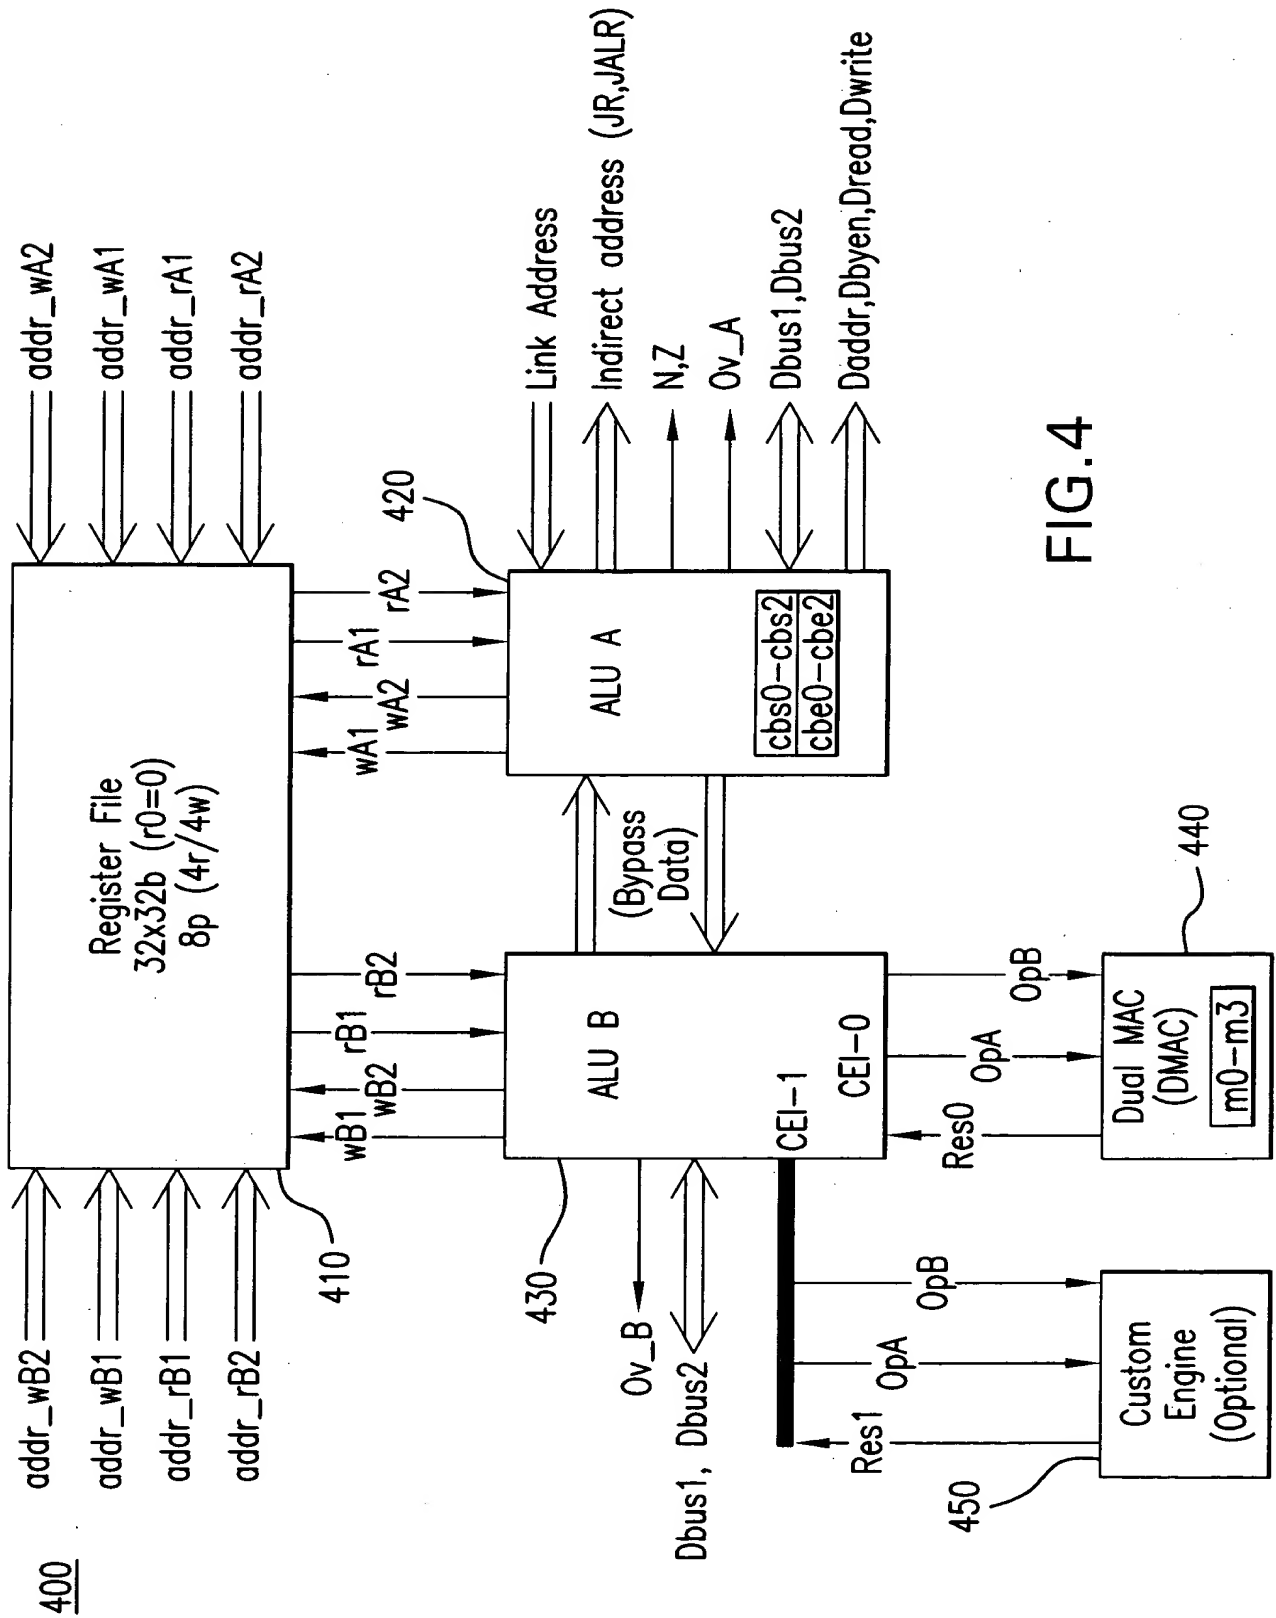 400
addr_wB2
addr_wB1
addr_rB1
addr_rB2
Register File
32x32b (r0=0)
8p (4r/4w)
addr_wA2
addr_wA1
addr_rA1
addr_rA2
410
wB1
wB2
rB1
rB2
wA1
wA2
rA1
rA2
420
430
Ov_B
Dbus1, Dbus2
ALU B
CEI-1
CEI-0
(Bypass
Data)
ALU A
cbs0-cbs2
cbe0-cbe2
Link Address
Indirect address (JR,JALR)
N,Z
Ov_A
Dbus1,Dbus2
Daddr,Dbyen,Dread,Dwrite
Res1
OpA
OpB
Res0
OpA
OpB
450
Custom
Engine
(Optional)
Dual MAC
(DMAC)
m0-m3
440
FIG.4